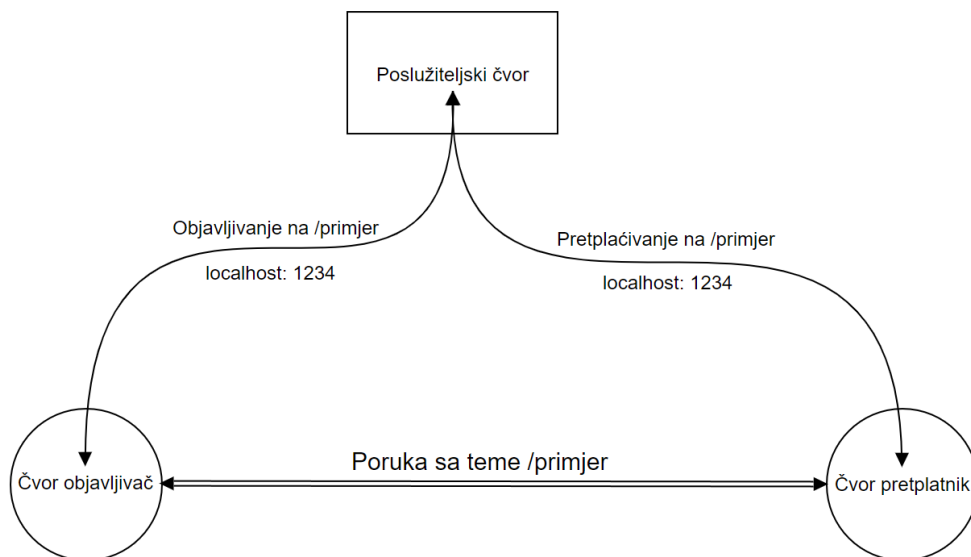 Poslužiteljski čvor
Objavljivanje na /primjer
localhost: 1234
Pretplaćivanje na /primjer
localhost: 1234
Poruka sa teme /primjer
Čvor objavljivač
Čvor pretplatnik